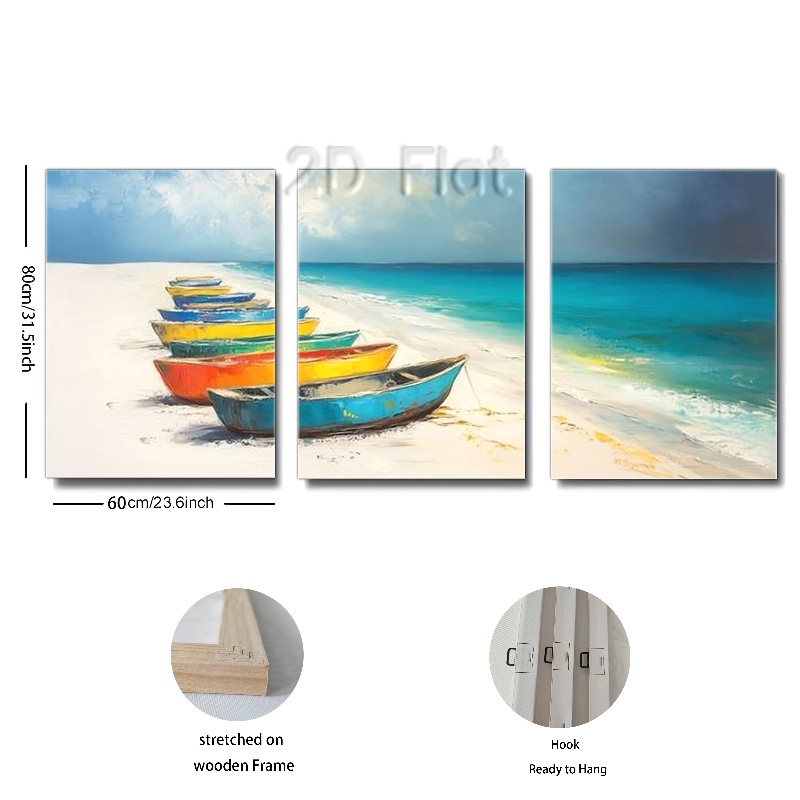 2D Flat
80cm/31.5inch
60cm/23.6inch
stretched on
wooden Frame
Hook
Ready to Hang